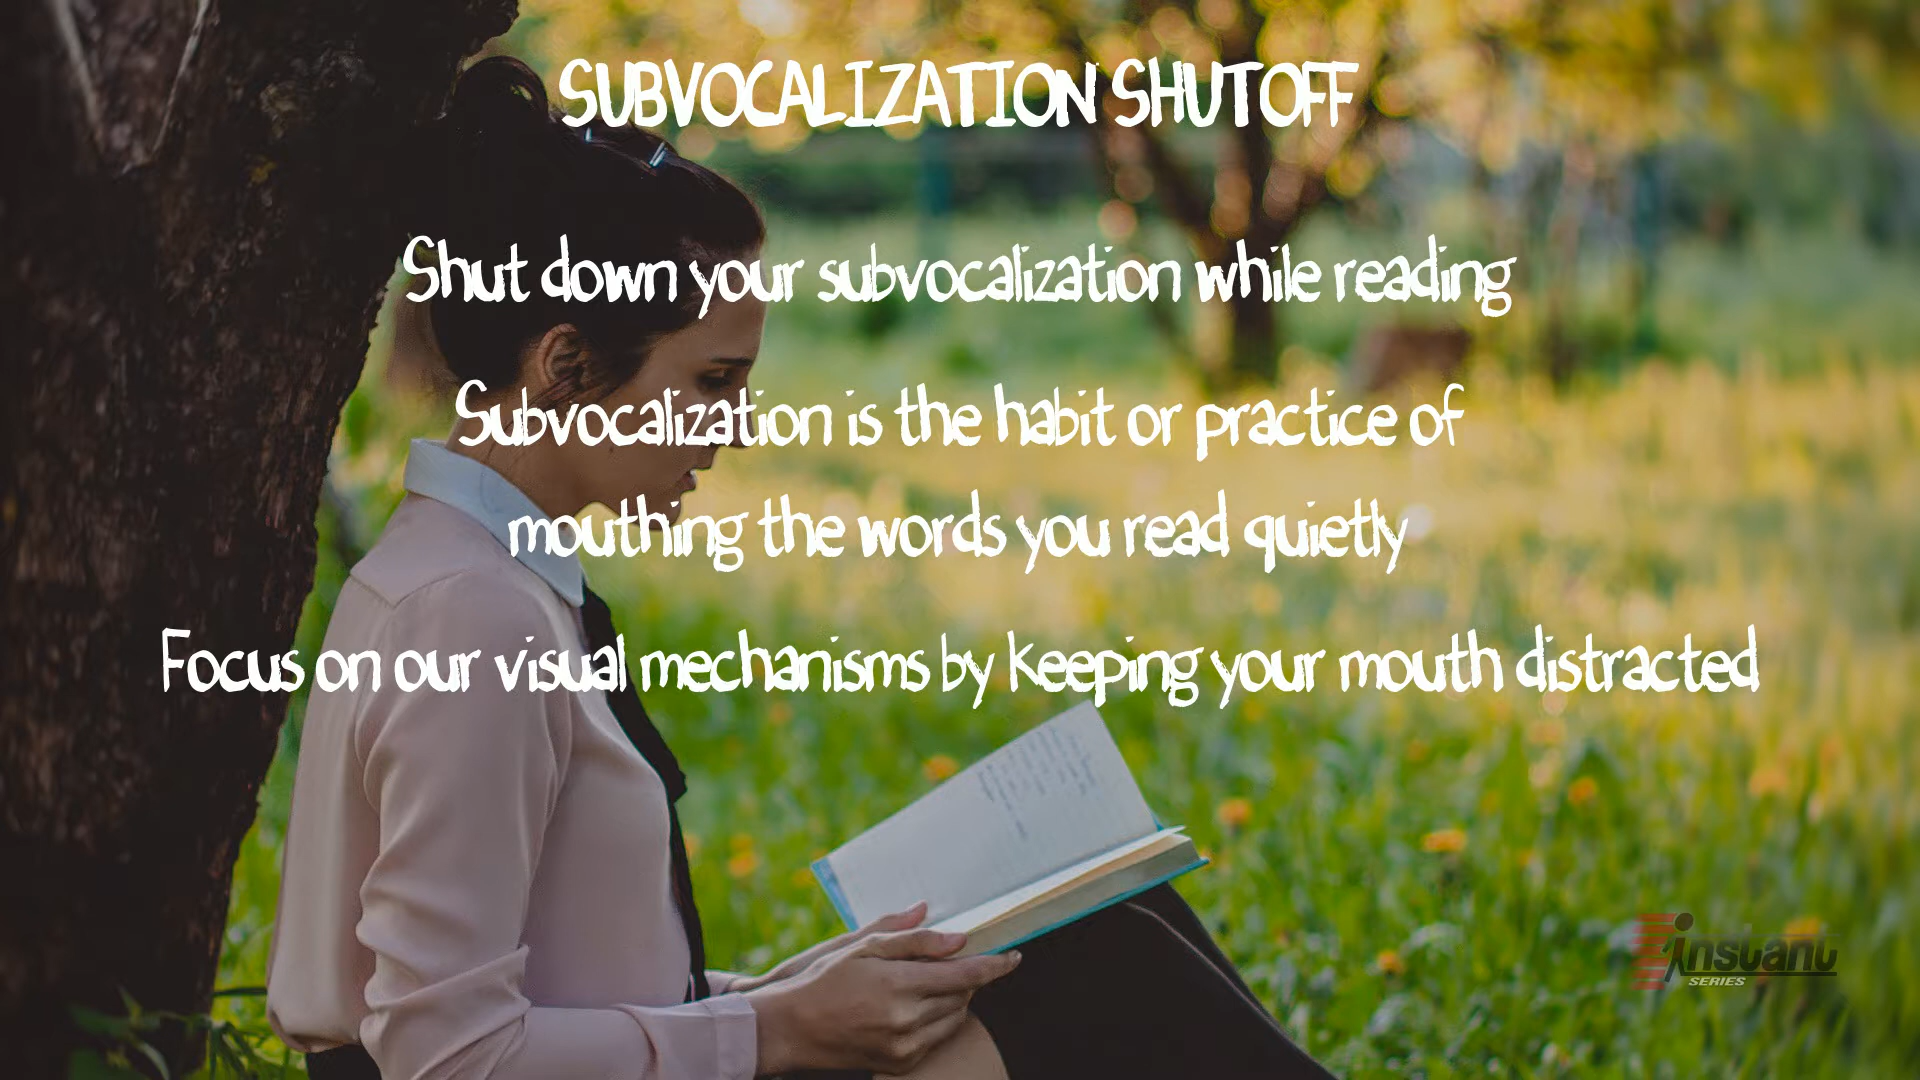 SUBVOCALIZATION SHUTOFF
Shut down your subvocalization while reading
Subvocalization is the habit or practice of
mouthing the words you read quietly
Focus on our visual mechanisms by keeping your mouth distracted
instant
SERIES